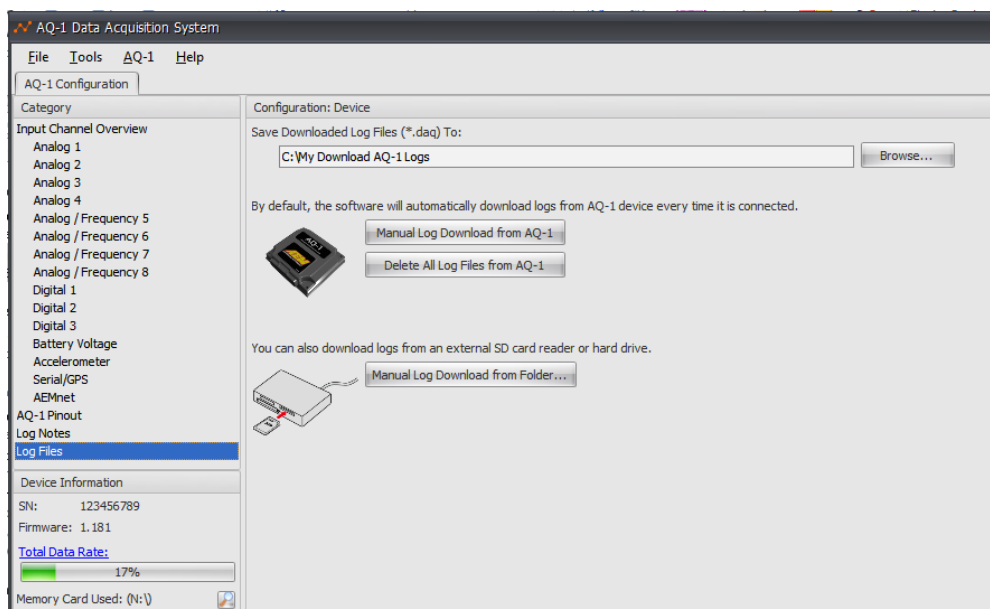 AQ-1 Data Acquisition System
File Tools AQ-1 Help
AQ-1 Configuration
Category
Input Channel Overview
Analog 1
Analog 2
Analog 3
Analog 4
Analog / Frequency 5
Analog / Frequency 6
Analog / Frequency 7
Analog / Frequency 8
Digital 1
Digital 2
Digital 3
Battery Voltage
Accelerometer
Serial/GPS
AEMnet
AQ-1 Pinout
Log Notes
Log Files
Device Information
SN: 123456789
Firmware: 1.181
Total Data Rate:
17%
Memory Card Used: (N:\)
Configuration: Device
Save Downloaded Log Files (*.daq) To:
C:\My Download AQ-1 Logs
Browse...
By default, the software will automatically download logs from AQ-1 device every time it is connected.
AQ-1
Manual Log Download from AQ-1
Delete All Log Files from AQ-1
You can also download logs from an external SD card reader or hard drive.
Manual Log Download from Folder...